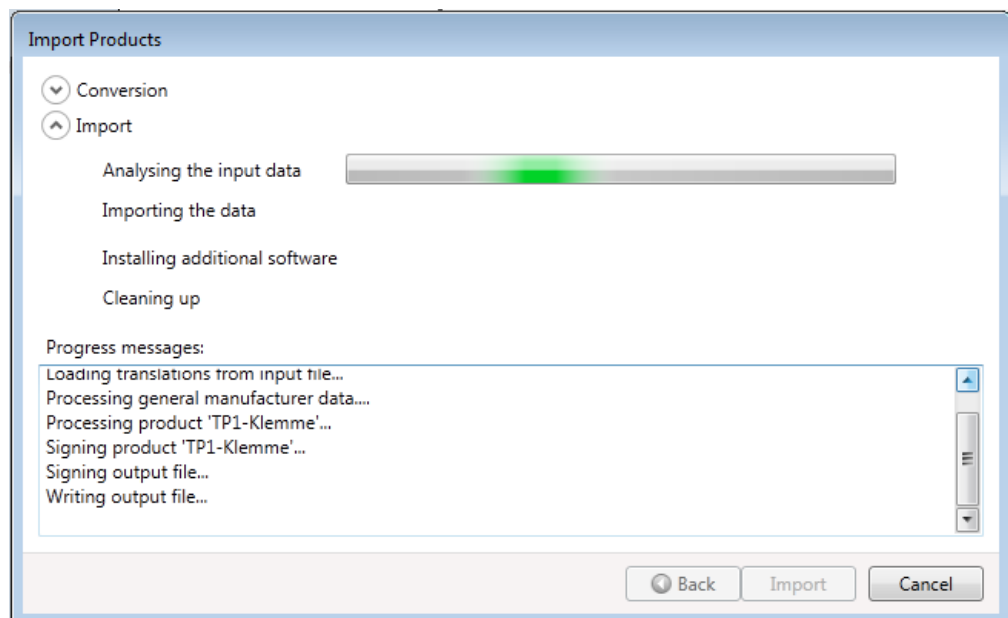 Import Products
Conversion
Import
Analysing the input data
Importing the data
Installing additional software
Cleaning up
Progress messages:
Loading translations from input file...
Processing general manufacturer data....
Processing product 'TP1-Klemme'...
Signing product 'TP1-Klemme'...
Signing output file...
Writing output file...
Back
Import
Cancel